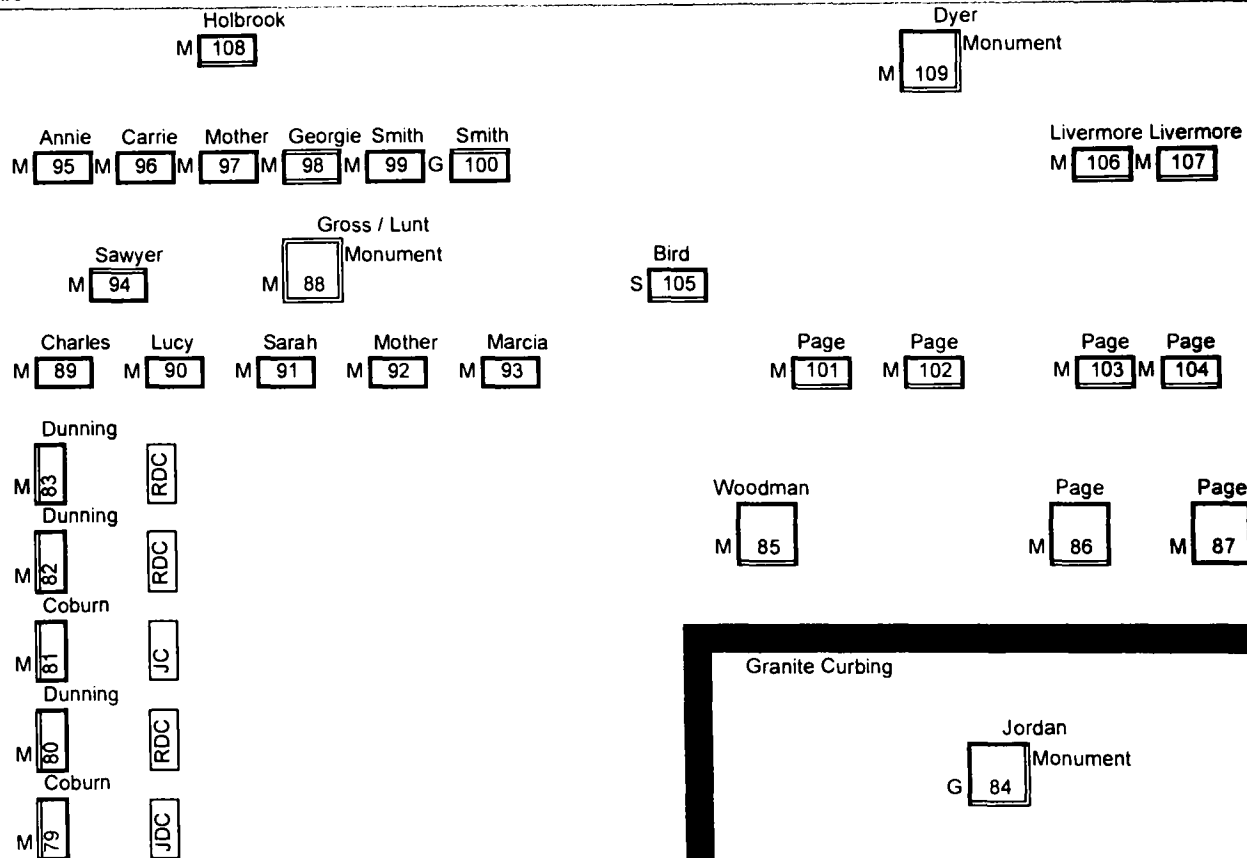 Holbrook
M 108
Dyer
Monument
M 109
Annie Carrie Mother Georgie Smith Smith
M 95 M 96 M 97 M 98 M 99 G 100
Livermore Livermore
M 106 M 107
Gross / Lunt
Monument
M 88
Sawyer
M 94
Bird
S 105
Charles Lucy Sarah Mother Marcia
M 89 M 90 M 91 M 92 M 93
Page Page Page Page
M 101 M 102 M 103 M 104
Dunning
M 83 RDC
Dunning
M 82 RDC
Coburn
M 81 JC
Dunning
M 80 RDC
Coburn
M 79 JDC
Woodman Page Page
M 85 M 86 M 87
Granite Curbing
Jordan
Monument
G 84